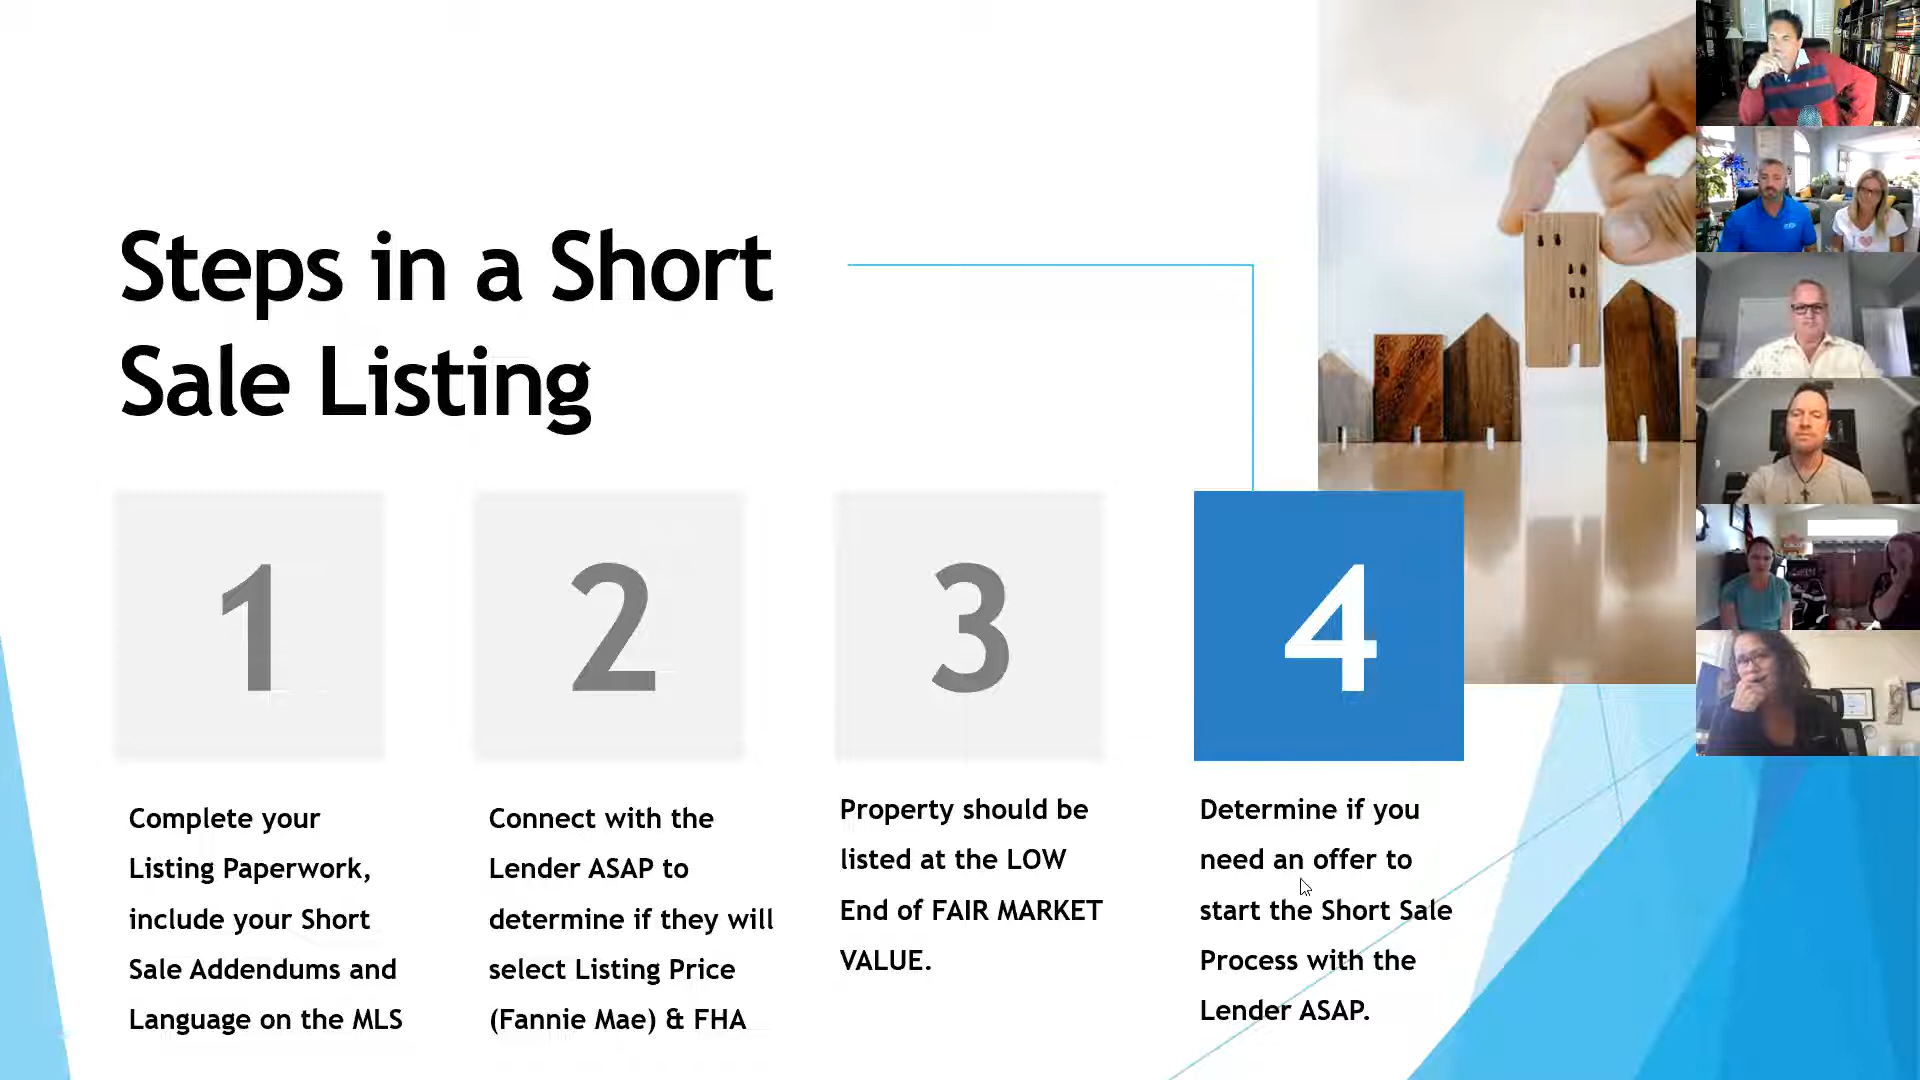 Steps in a Short
Sale Listing
1
Complete your
Listing Paperwork,
include your Short
Sale Addendums and
Language on the MLS
2
Connect with the
Lender ASAP to
determine if they will
select Listing Price
(Fannie Mae) & FHA
3
Property should be
listed at the LOW
End of FAIR MARKET
VALUE.
4
Determine if you
need an offer to
start the Short Sale
Process with the
Lender ASAP.